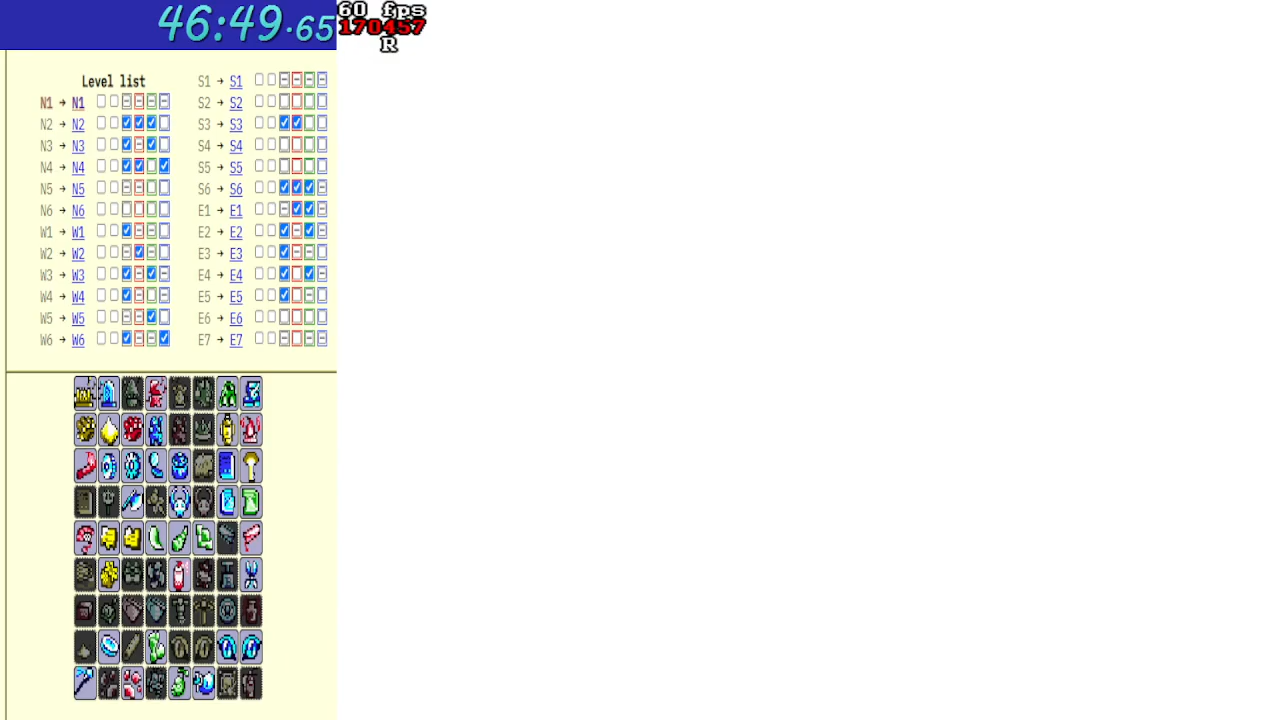 46:49.65
60 fps
170457
R
Level list
N1 → N1
N2 → N2
N3 → N3
N4 → N4
N5 → N5
N6 → N6
W1 → W1
W2 → W2
W3 → W3
W4 → W4
W5 → W5
W6 → W6
S1 → S1
S2 → S2
S3 → S3
S4 → S4
S5 → S5
S6 → S6
E1 → E1
E2 → E2
E3 → E3
E4 → E4
E5 → E5
E6 → E6
E7 → E7